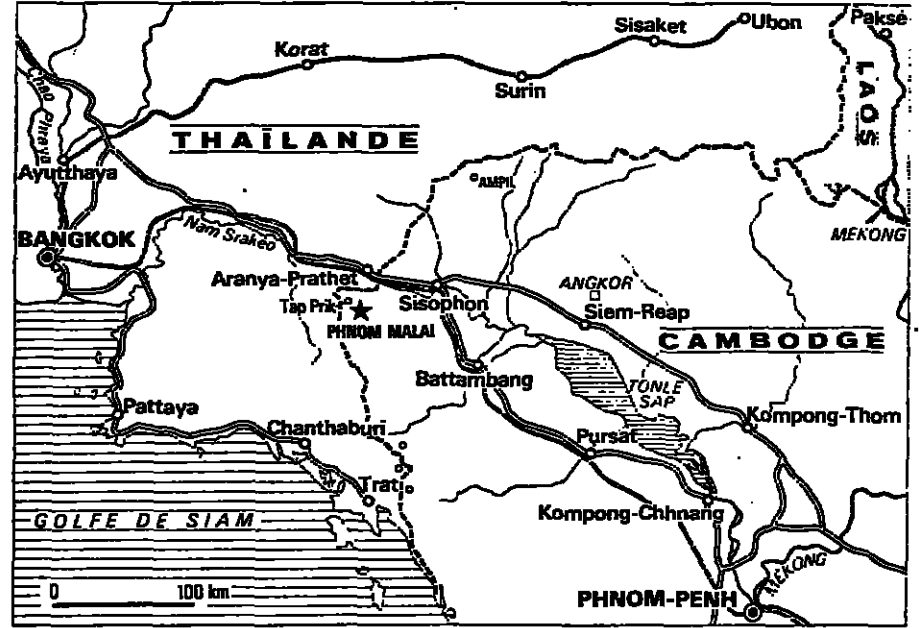 Paksé
Ubon
Sisaket
Korat
Surin
LAOS
Chao
Phraya
THAÏLANDE
Ayutthaya
AMPIL
MEKONG
BANGKOK
Nam Srakeo
Aranya-Prathet
ANGKOR
Sisophon
Siem-Reap
Tap Prik
PHNOM MALAI
CAMBODGE
Battambang
TONLE
SAP
Pattaya
Kompong-Thom
Chanthaburi
Pursat
Trat
Kompong-Chhnang
GOLFE DE SIAM
MEKONG
0 100 km
PHNOM-PENH